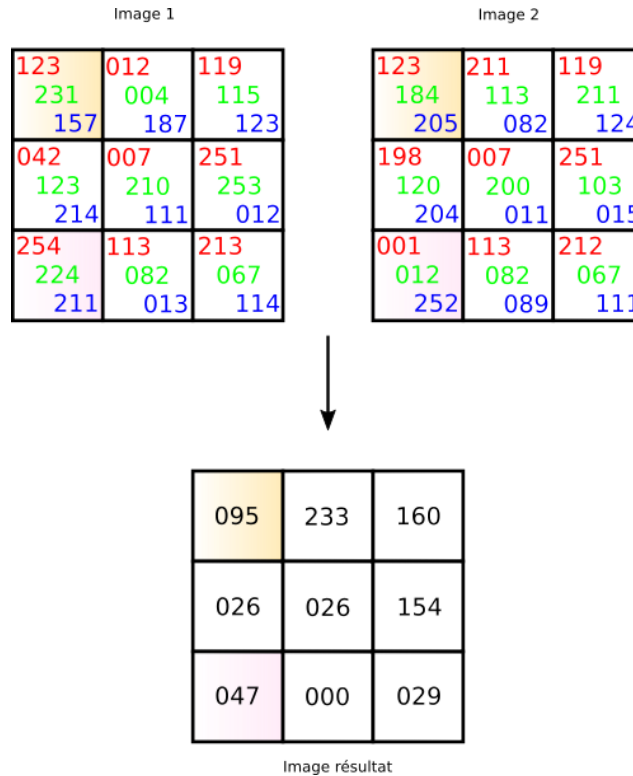 Image 1 Image 2
123 012 119 123 211 119
231 004 115 184 113 211
157 187 123 205 082 124
042 007 251 198 007 251
123 210 253 120 200 103
214 111 012 204 011 015
254 113 213 001 113 212
224 082 067 012 082 067
211 013 114 252 089 111
095 233 160
026 026 154
047 000 029
Image résultat